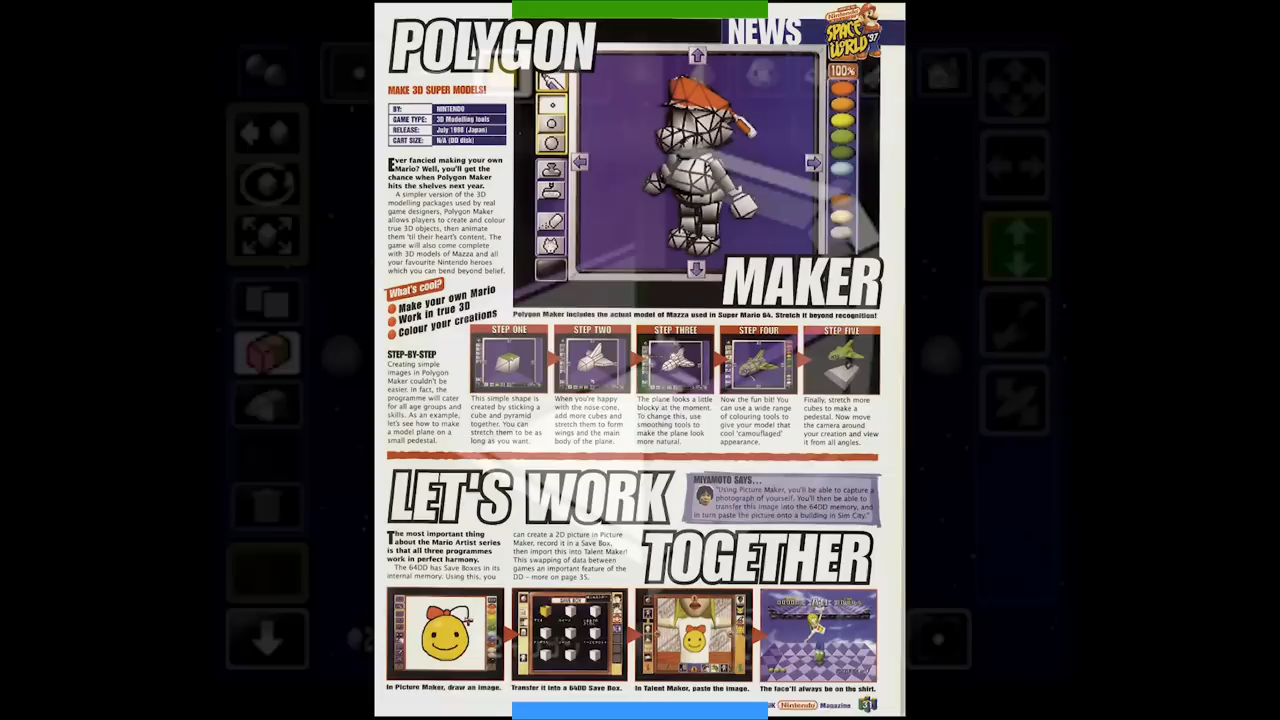 POLYGON
NEWS
Nintendo
SPACE
WORLD
'97
100%
MAKE 3D SUPER MODELS!
BY: NINTENDO
GAME TYPE: 3D Modelling tools
RELEASE: July 1998 (Japan)
CART SIZE: N/A (DD disk)
Ever fancied making your own
Mario? Well, you'll get the
chance when Polygon Maker
hits the shelves next year.
A simpler version of the 3D
modelling packages used by real
game designers, Polygon Maker
allows players to create and colour
true 3D objects, then animate
them 'til their heart's content. The
game will also come complete
with 3D models of Mazza and all
your favourite Nintendo heroes
which you can bend beyond belief.
MAKER
What's cool?
Make your own Mario
Work in true 3D
Colour your creations
Polygon Maker includes the actual model of Mazza used in Super Mario 64. Stretch it beyond recognition!
STEP-BY-STEP
Creating simple
images in Polygon
Maker couldn't be
easier. In fact, the
programme will cater
for all age groups and
skills. As an example,
let's see how to make
a model plane on a
small pedestal.
STEP ONE
This simple shape is
created by sticking a
cube and pyramid
together. You can
stretch them to be as
long as you want.
STEP TWO
When you're happy
with the nose cone,
add more cubes and
stretch them to form
wings and the main
body of the plane.
STEP THREE
The plane looks a little
blocky at the moment.
To change this, use
smoothing tools to
make the plane look
more natural.
STEP FOUR
Now the fun bit! You
can use a wide range
of colouring tools to
give your model that
cool 'camouflaged'
appearance.
STEP FIVE
Finally, stretch more
cubes to make a
pedestal. Now move
the camera around
your creation and view
it from all angles.
LET'S WORK
TOGETHER
MIYAMOTO SAYS...
"Using Picture Maker, you'll be able to capture a
photograph of yourself. You'll then be able to
transfer this image into the 64DD memory, and
in turn paste the picture onto a building in Sim City."
The most important thing
about the Mario Artist series
is that all three programmes
work in perfect harmony.
The 64DD has Save Boxes in its
internal memory. Using this, you
can create a 2D picture in Picture
Maker, record it in a Save Box,
then import this into Talent Maker!
This swapping of data between
games an important feature of the
DD – more on page 35.
SAVE BOX
In Picture Maker, draw an image.
Transfer it into a 64DD Save Box.
In Talent Maker, paste the image.
The face'll always be on the shirt.
UK Nintendo Magazine 31